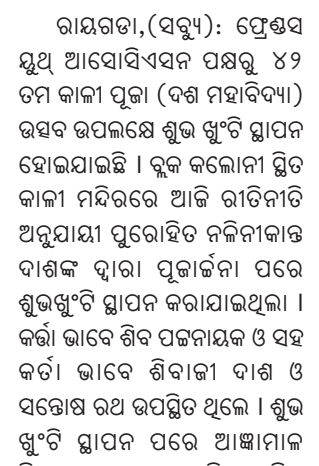 ରାୟଗଡା,(ସବ୍ୟୁ): ଫ୍ରେଣ୍ଡସ
ୟୁଥ୍ ଆସୋସିଏସନ ପକ୍ଷରୁ ୪୨
ତମ କାଳୀ ପୂଜା (ଦଶ ମହାବିଦ୍ୟା)
ଉତ୍ସବ ଉପଲକ୍ଷେ ଶୁଭ ଖୁଂଟି ସ୍ଥାପନ
ହୋଇଯାଇଛି । ବ୍ଲକ କଲୋନୀ ସ୍ଥିତ
କାଳୀ ମନ୍ଦିରରେ ଆଜି ରୀତିନୀତି
ଅନୁଯାୟୀ ପୁରୋହିତ ନଳିନୀକାନ୍ତ
ଦାଶଙ୍କ ଦ୍ୱାରା ପୂଜାର୍ଚ୍ଚନା ପରେ
ଶୁଭଖୁଂଟି ସ୍ଥାପନ କରାଯାଇଥିଲା ।
କର୍ତ୍ତା ଭାବେ ଶିବ ପଟ୍ଟନାୟକ ଓ ସହ
କର୍ତା ଭାବେ ଶିବାଜୀ ଦାଶ ଓ
ସନ୍ତୋଷ ରଥ ଉପସ୍ଥିତ ଥିଲେ । ଶୁଭ
ଖୁଂଟି ସ୍ଥାପନ ପରେ ଆଜ୍ଞାମାଳ